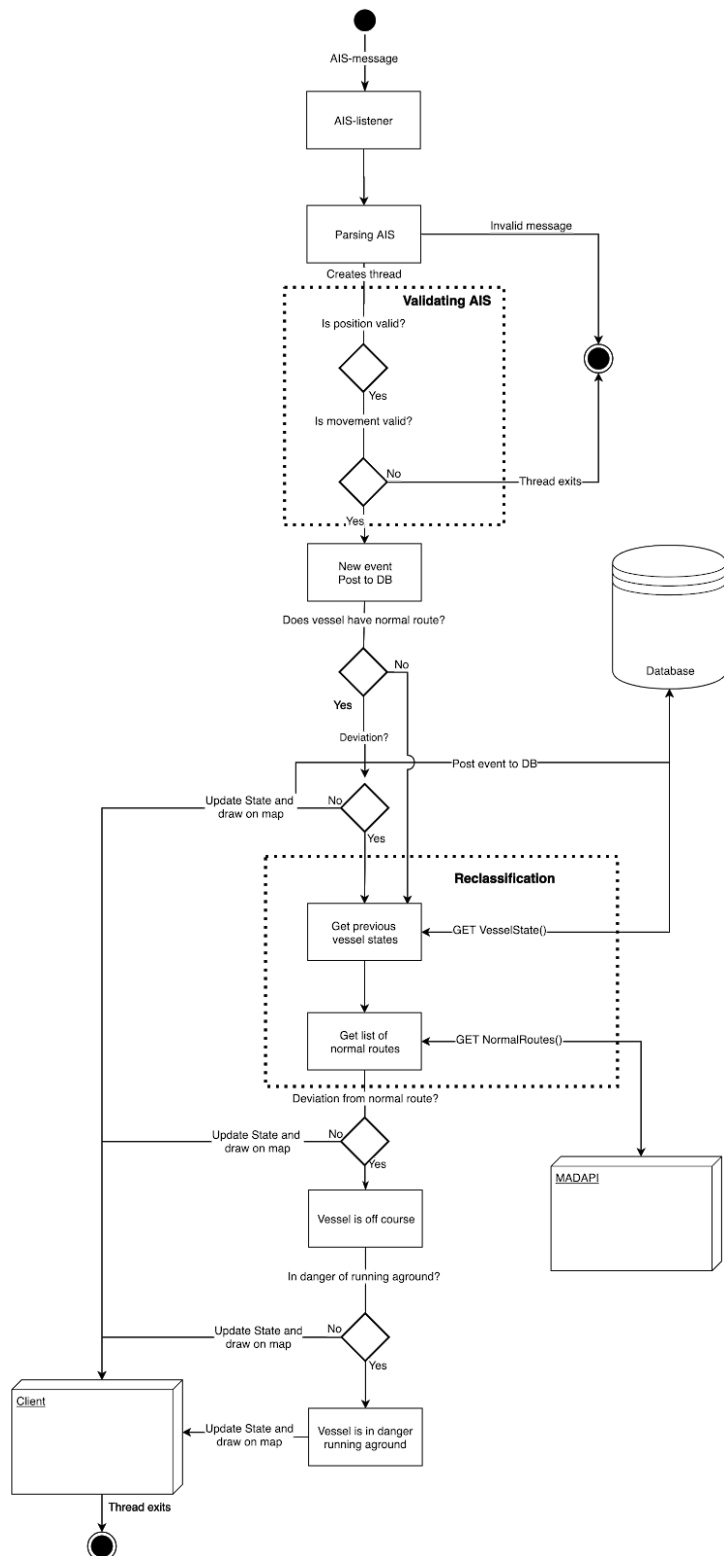 AIS-message
AIS-listener
Parsing AIS
Invalid message
Creates thread
Validating AIS
Is position valid?
Yes
Is movement valid?
No
Thread exits
Yes
New event
Post to DB
Does vessel have normal route?
No
Database
Yes
Deviation?
Post event to DB
Update State and
draw on map
No
Yes
Reclassification
Get previous
vessel states
GET VesselState()
Get list of
normal routes
GET NormalRoutes()
Deviation from normal route?
Update State and
draw on map
No
Yes
MADAPI
Vessel is off course
In danger of running aground?
Update State and
draw on map
No
Yes
Client
Update State and
draw on map
Vessel is in danger
running aground
Thread exits